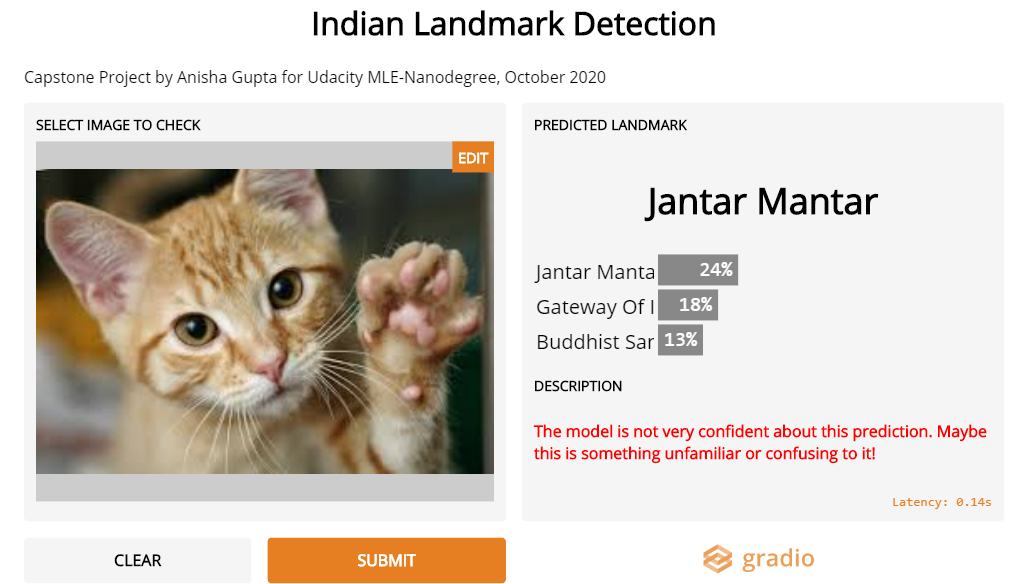 Indian Landmark Detection
Capstone Project by Anisha Gupta for Udacity MLE-Nanodegree, October 2020
SELECT IMAGE TO CHECK
EDIT
CLEAR
SUBMIT
PREDICTED LANDMARK
Jantar Mantar
Jantar Manta 24%
Gateway Of I 18%
Buddhist Sar 13%
DESCRIPTION
The model is not very confident about this prediction. Maybe
this is something unfamiliar or confusing to it!
Latency: 0.14s
gradio